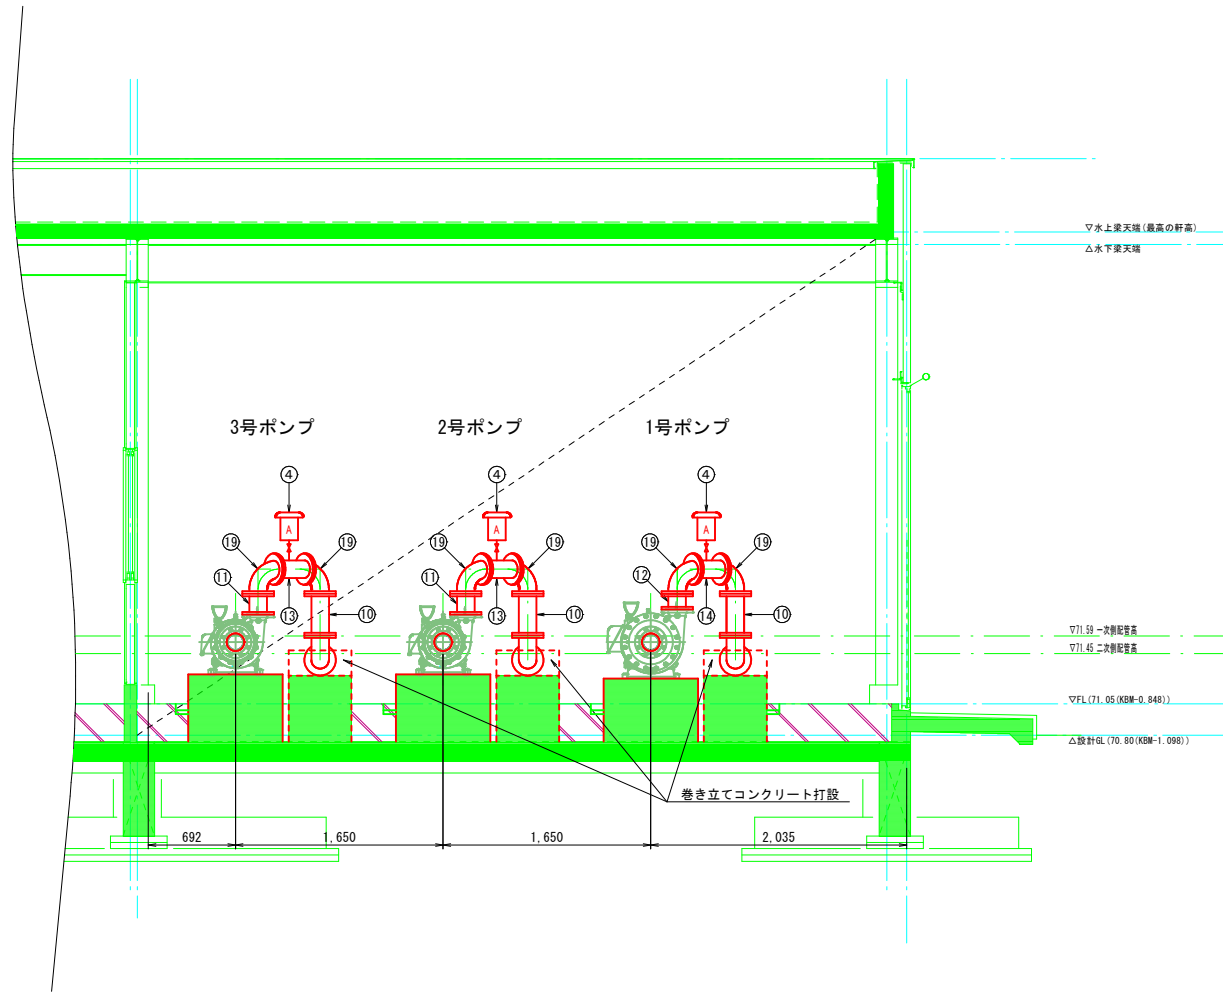 ▽水上梁天端(最高の軒高)
△水下梁天端
3号ポンプ
2号ポンプ
1号ポンプ
4
4
4
A
A
A
19
19
19
19
19
19
11
11
12
13
10
13
10
14
10
▽71.59 一次側配管高
▽71.45 二次側配管高
▽FL(71.05(KBM-0.848))
△設計GL(70.80(KBM-1.098))
巻き立てコンクリート打設
692
1,650
1,650
2,035